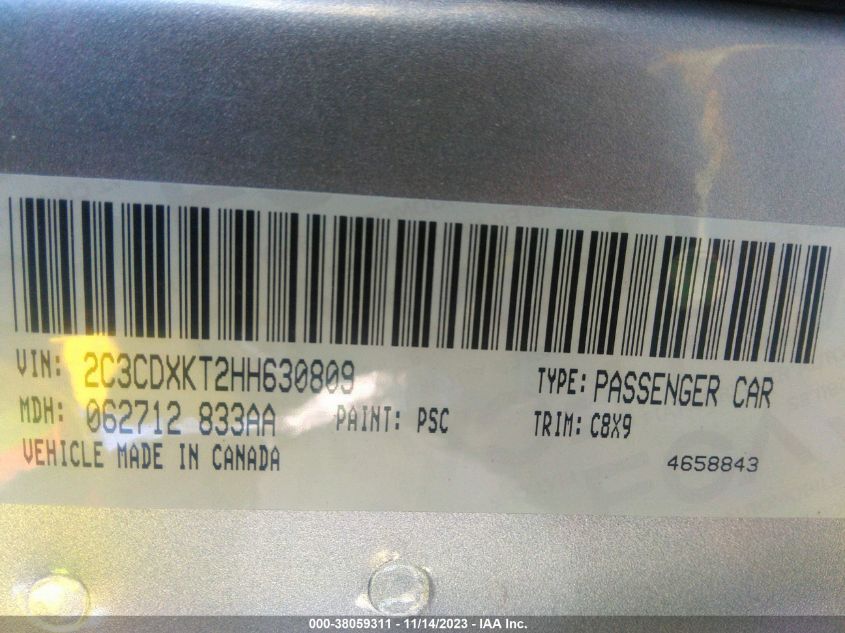 VIN: 2C3CDXKT2HH630809 TYPE: PASSENGER CAR
MDH: 062712 833AA PAINT: PSC TRIM: C8X9
VEHICLE MADE IN CANADA 4658843
000-38059311 - 11/14/2023 - IAA Inc.